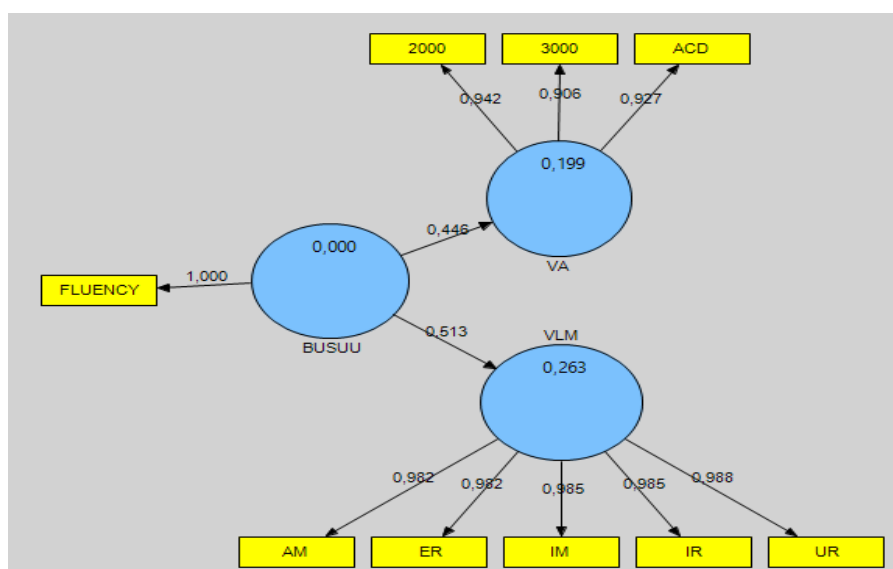 2000
3000
ACD
0,942
0,906
0,927
0,199
VA
0,446
0,000
1,000
FLUENCY
BUSUU
0,513
VLM
0,263
0,982
0,982
0,985
0,985
0,988
AM
ER
IM
IR
UR